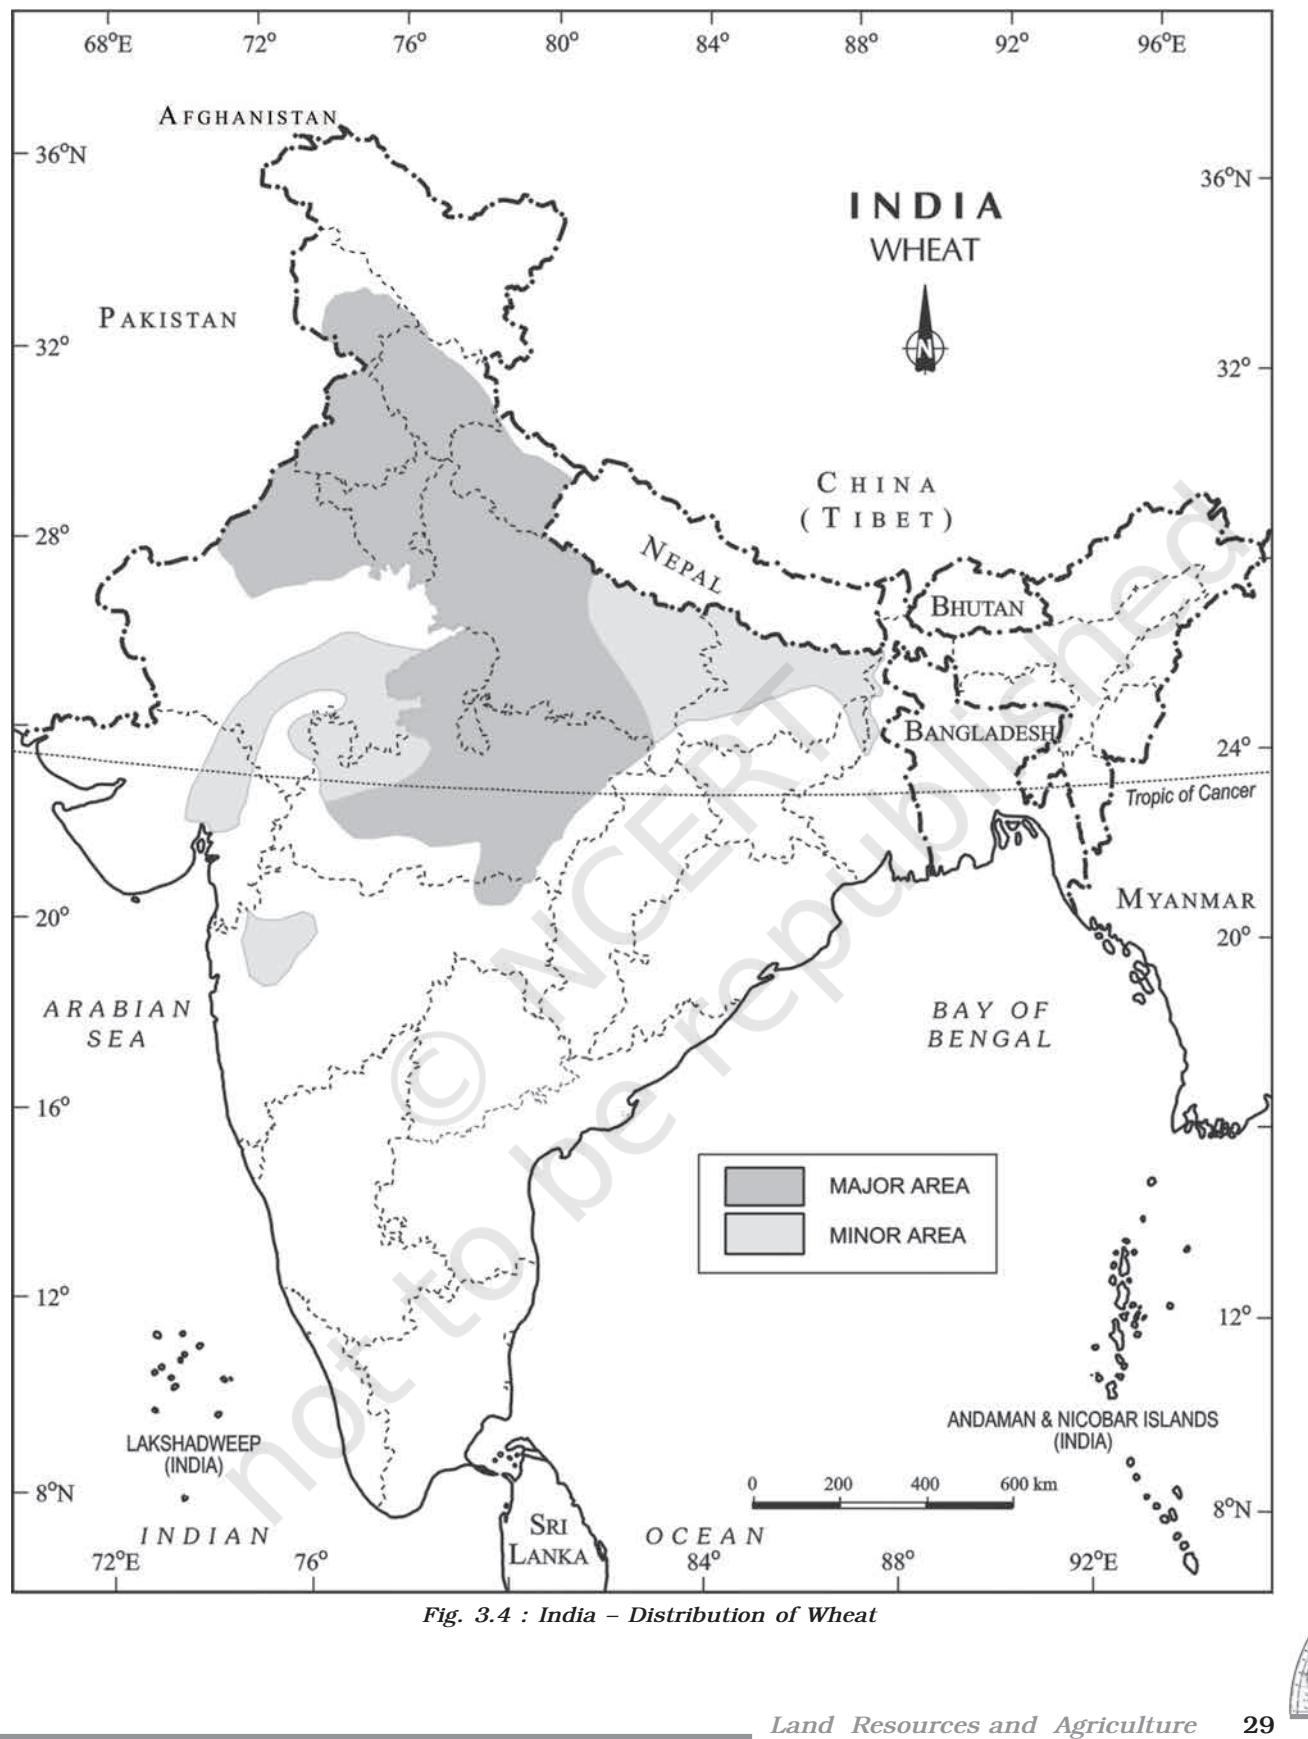 68°E 72° 76° 80° 84° 88° 92° 96°E
AFGHANISTAN
36°N
36°N
INDIA
WHEAT
N
PAKISTAN
32°
32°
CHINA
(TIBET)
28°
NEPAL
BHUTAN
BANGLADESH
24°
Tropic of Cancer
MYANMAR
20°
20°
ARABIAN
SEA
BAY OF
BENGAL
16°
MAJOR AREA
MINOR AREA
12°
12°
LAKSHADWEEP
(INDIA)
ANDAMAN & NICOBAR ISLANDS
(INDIA)
0 200 400 600 km
8°N
8°N
INDIAN OCEAN
SRI
LANKA
72°E 76° 84° 88° 92°E
© NCERT
not to be republished
Fig. 3.4 : India – Distribution of Wheat
Land Resources and Agriculture 29